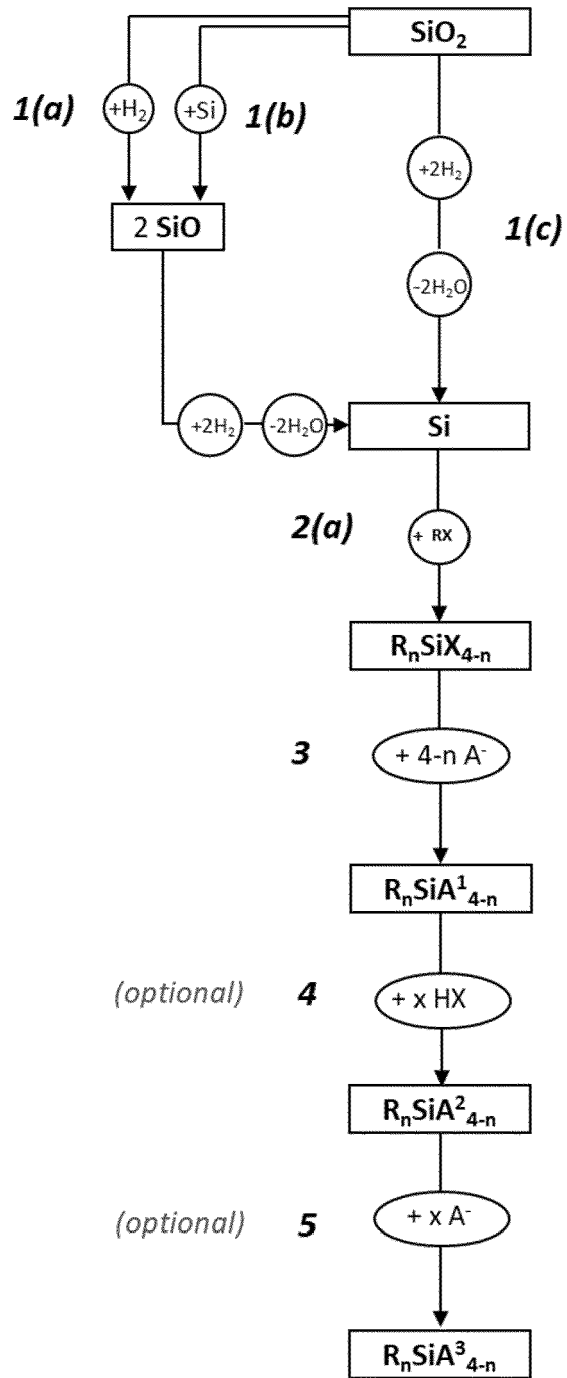 SiO₂
1(a) +H₂ +Si 1(b)
+2H₂
2 SiO
1(c)
-2H₂O
Si
+2H₂ -2H₂O
2(a) + RX
RₙSiX₄₋ₙ
3 + 4-n A⁻
RₙSiA¹₄₋ₙ
(optional) 4 + x HX
RₙSiA²₄₋ₙ
(optional) 5 + x A⁻
RₙSiA³₄₋ₙ